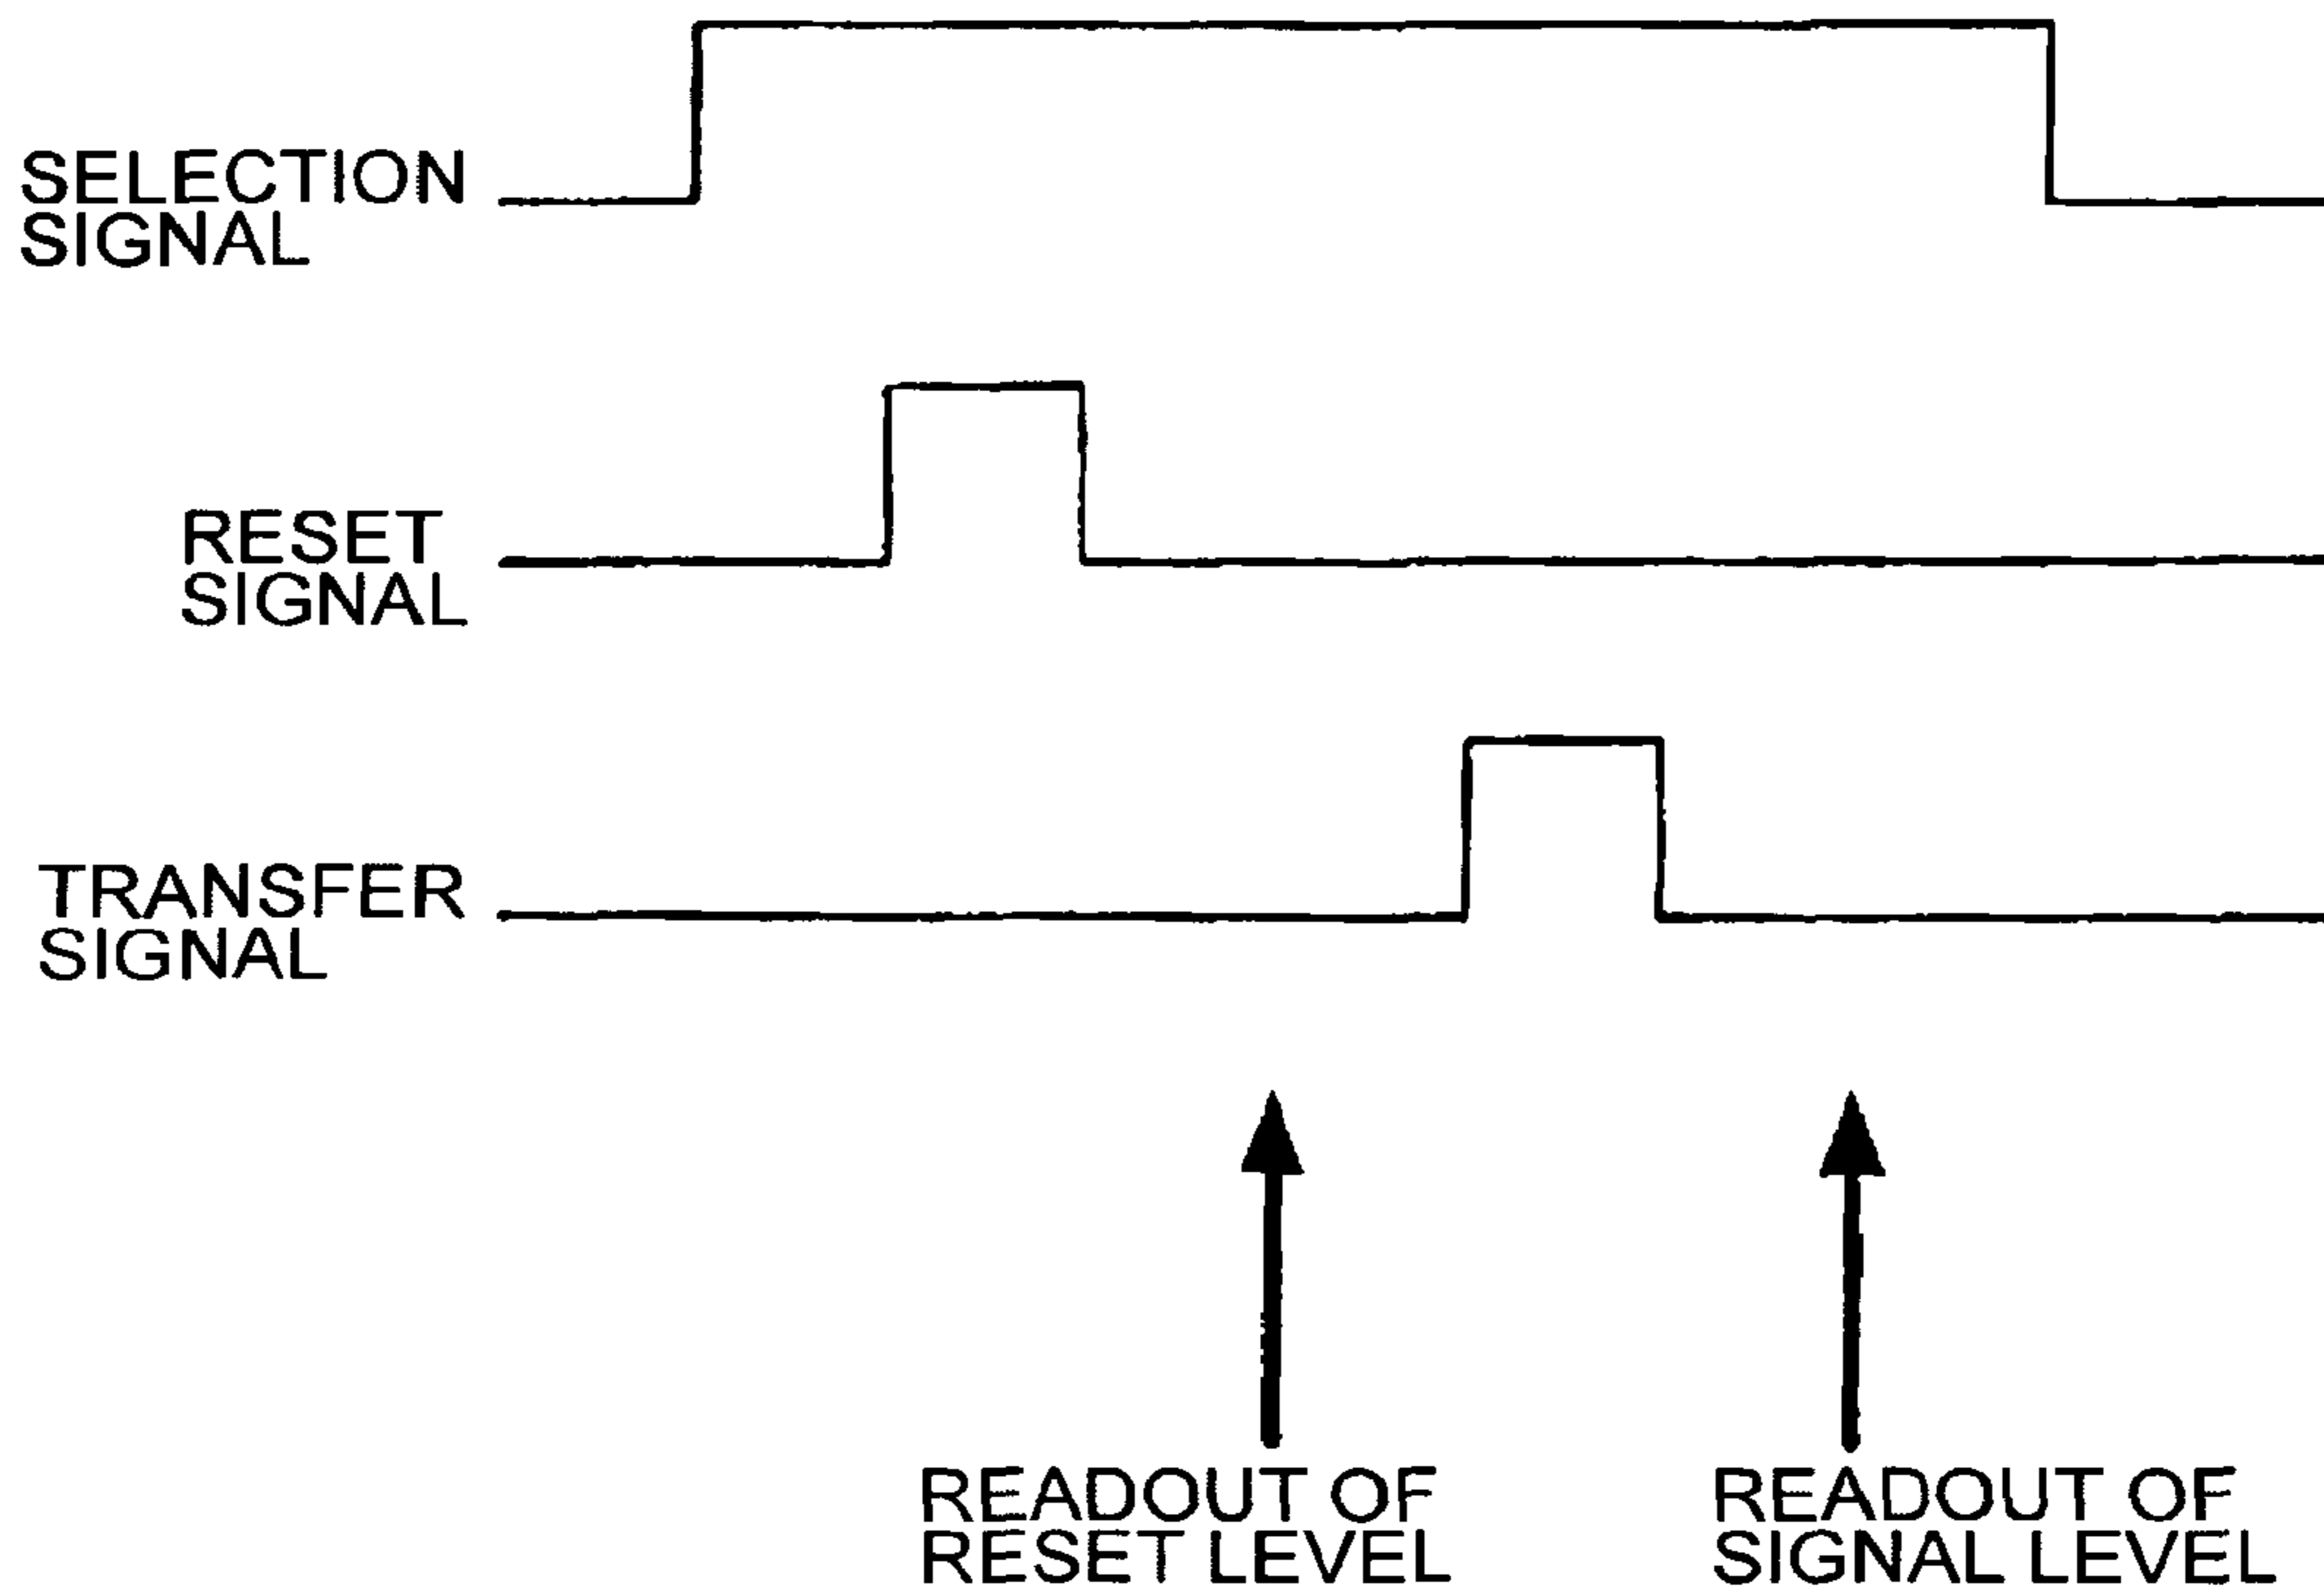 SELECTION
SIGNAL
RESET
SIGNAL
TRANSFER
SIGNAL
READOUT OF
RESET LEVEL
READOUT OF
SIGNAL LEVEL